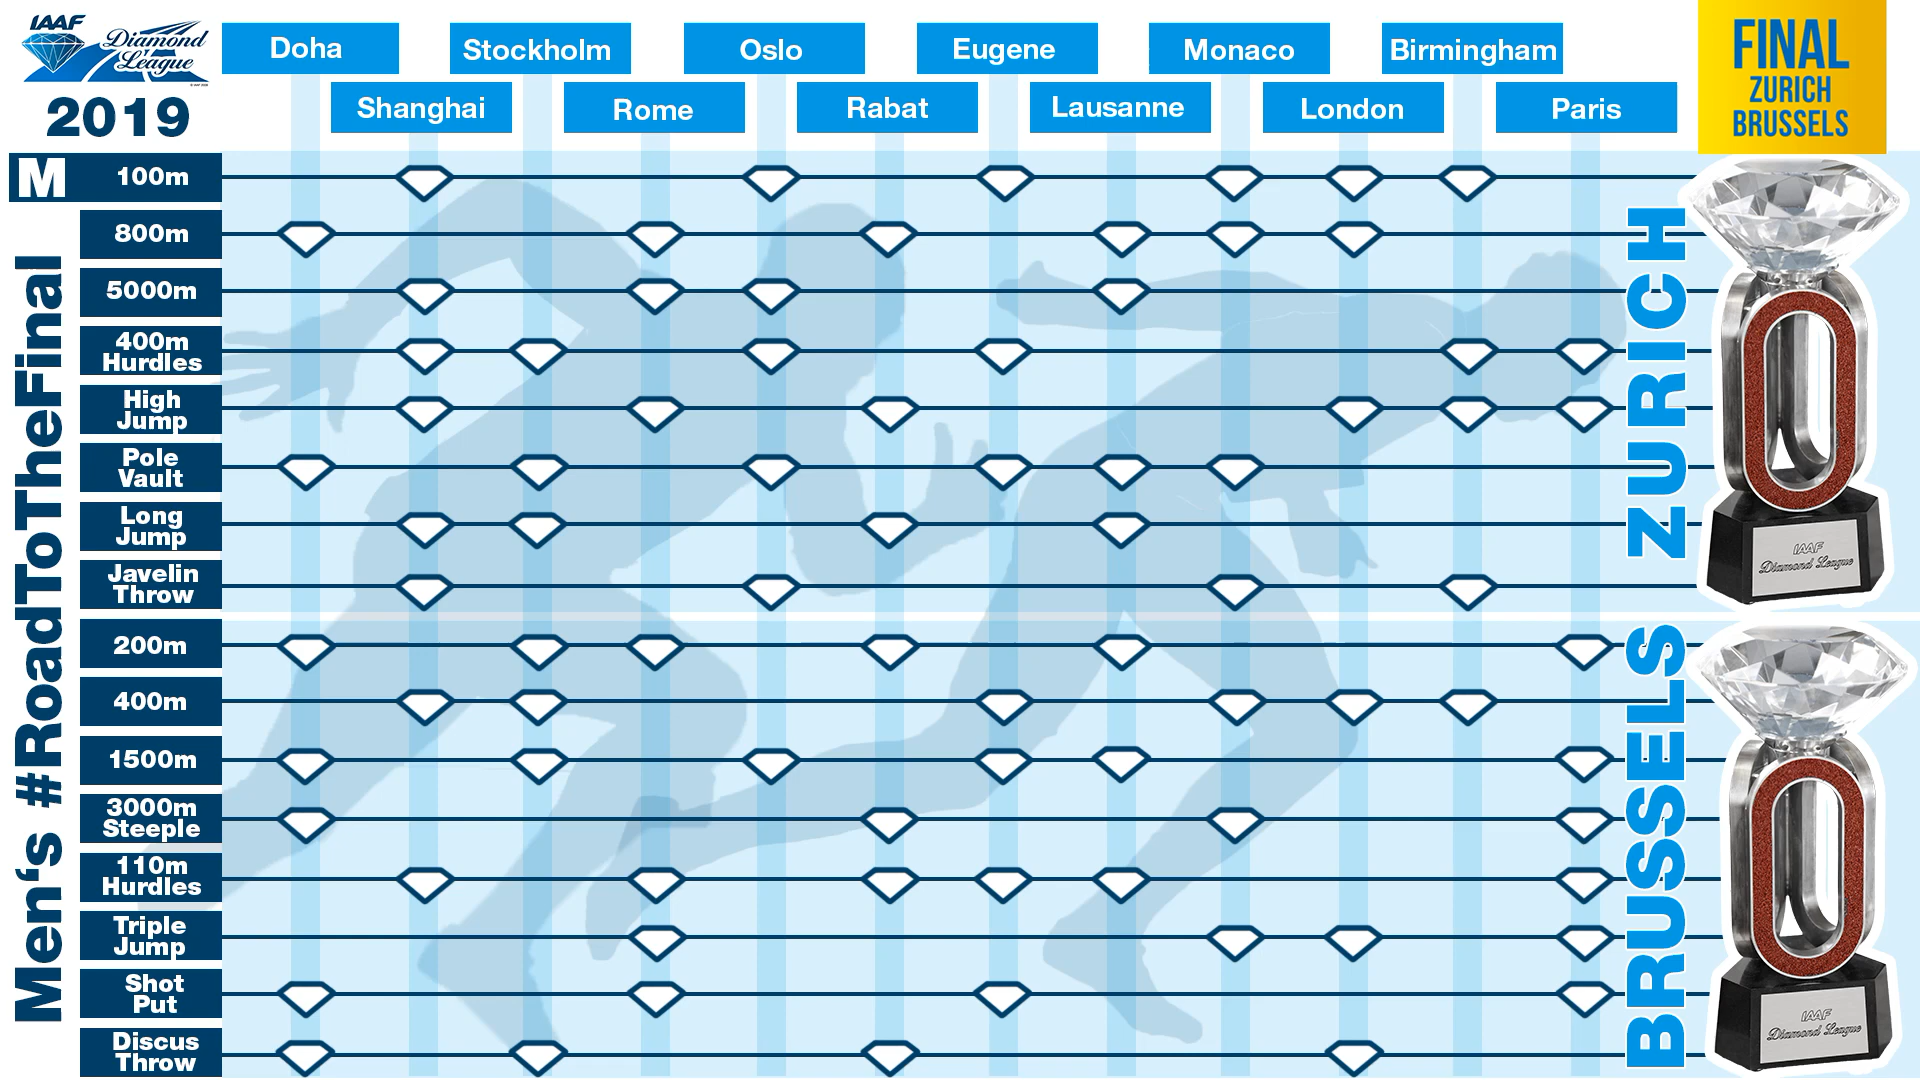 IAAF
Diamond
League
2019
Doha
Stockholm
Oslo
Eugene
Monaco
Birmingham
Shanghai
Rome
Rabat
Lausanne
London
Paris
FINAL
ZURICH
BRUSSELS
M
100m
800m
5000m
400m
Hurdles
High
Jump
Pole
Vault
Long
Jump
Javelin
Throw
200m
400m
1500m
3000m
Steeple
110m
Hurdles
Triple
Jump
Shot
Put
Discus
Throw
Men‘s #RoadToTheFinal
ZURICH
BRUSSELS
IAAF
Diamond League
IAAF
Diamond League